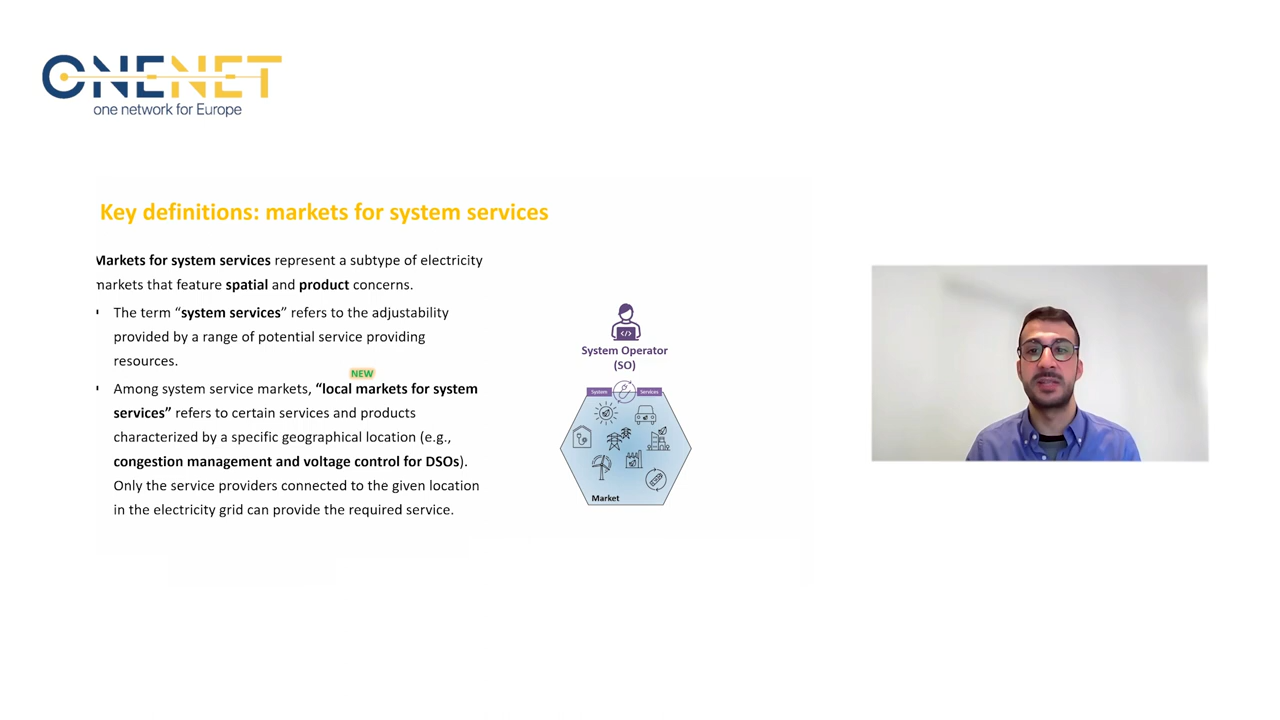 ONENET
one network for Europe
Key definitions: markets for system services
Markets for system services represent a subtype of electricity
markets that feature spatial and product concerns.
The term “system services” refers to the adjustability
provided by a range of potential service providing
resources.
NEW
Among system service markets, “local markets for system
services” refers to certain services and products
characterized by a specific geographical location (e.g.,
congestion management and voltage control for DSOs).
Only the service providers connected to the given location
in the electricity grid can provide the required service.
System Operator
(SO)
System Services
Market